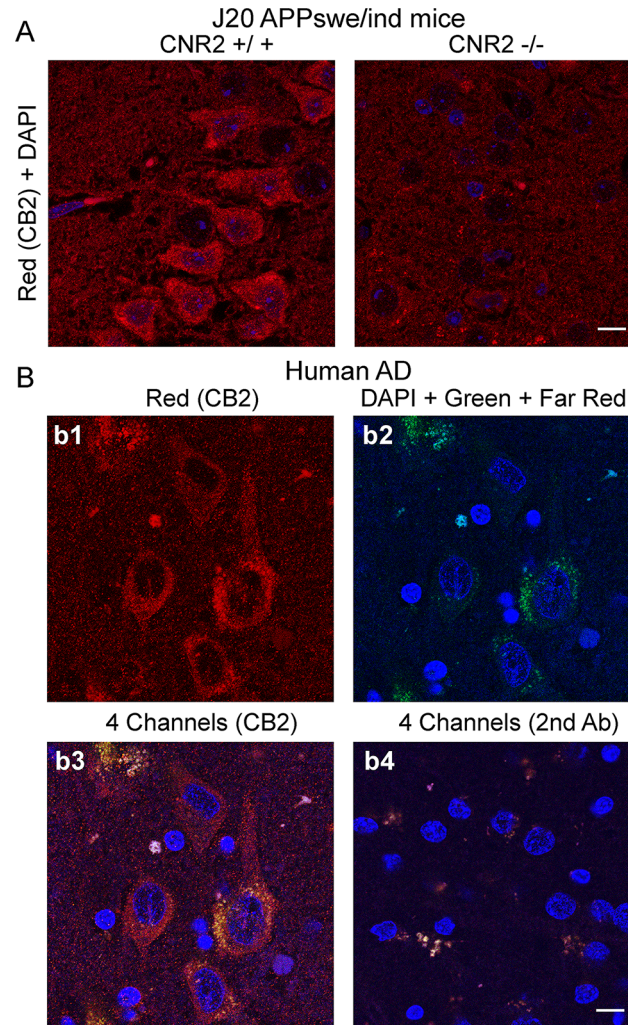 A
J20 APPswe/ind mice
CNR2 +/ +
CNR2 -/-
Red (CB2) + DAPI
B
Human AD
Red (CB2)
DAPI + Green + Far Red
b1
b2
4 Channels (CB2)
4 Channels (2nd Ab)
b3
b4